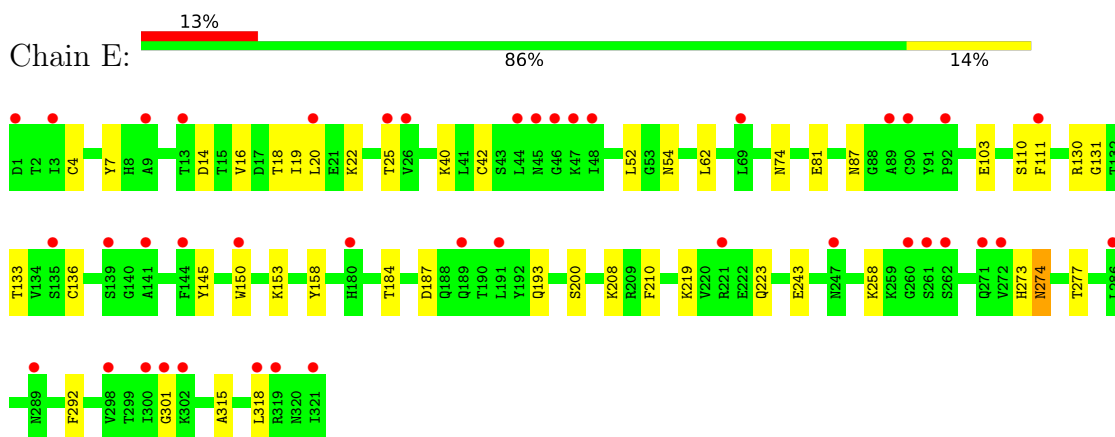 13%
Chain E:
86% 14%
D1 T2 I3 C4 Y7 H8 A9 T13 D14 T15 V16 D17 T18 I19 L20 E21 K22 T25 V26 K40 L41 C42 S43 L44 N45 G46 K47 I48 L52 G53 N54 L62 L69 N74 E81 N87 G88 A89 C90 Y91 P92 E103 S110 F111 R130 G131 T132
T133 V134 S135 C136 S139 G140 A141 F144 Y145 W150 K153 Y158 H180 T184 D187 Q188 Q189 T190 L191 Y192 Q193 S200 K208 R209 F210 K219 V220 R221 E222 Q223 E243 N247 K258 K259 G260 S261 S262 Q271 V272 H273 N274 T277
N289 F292 V298 T299 I300 G301 K302 A315 L318 R319 N320 I321